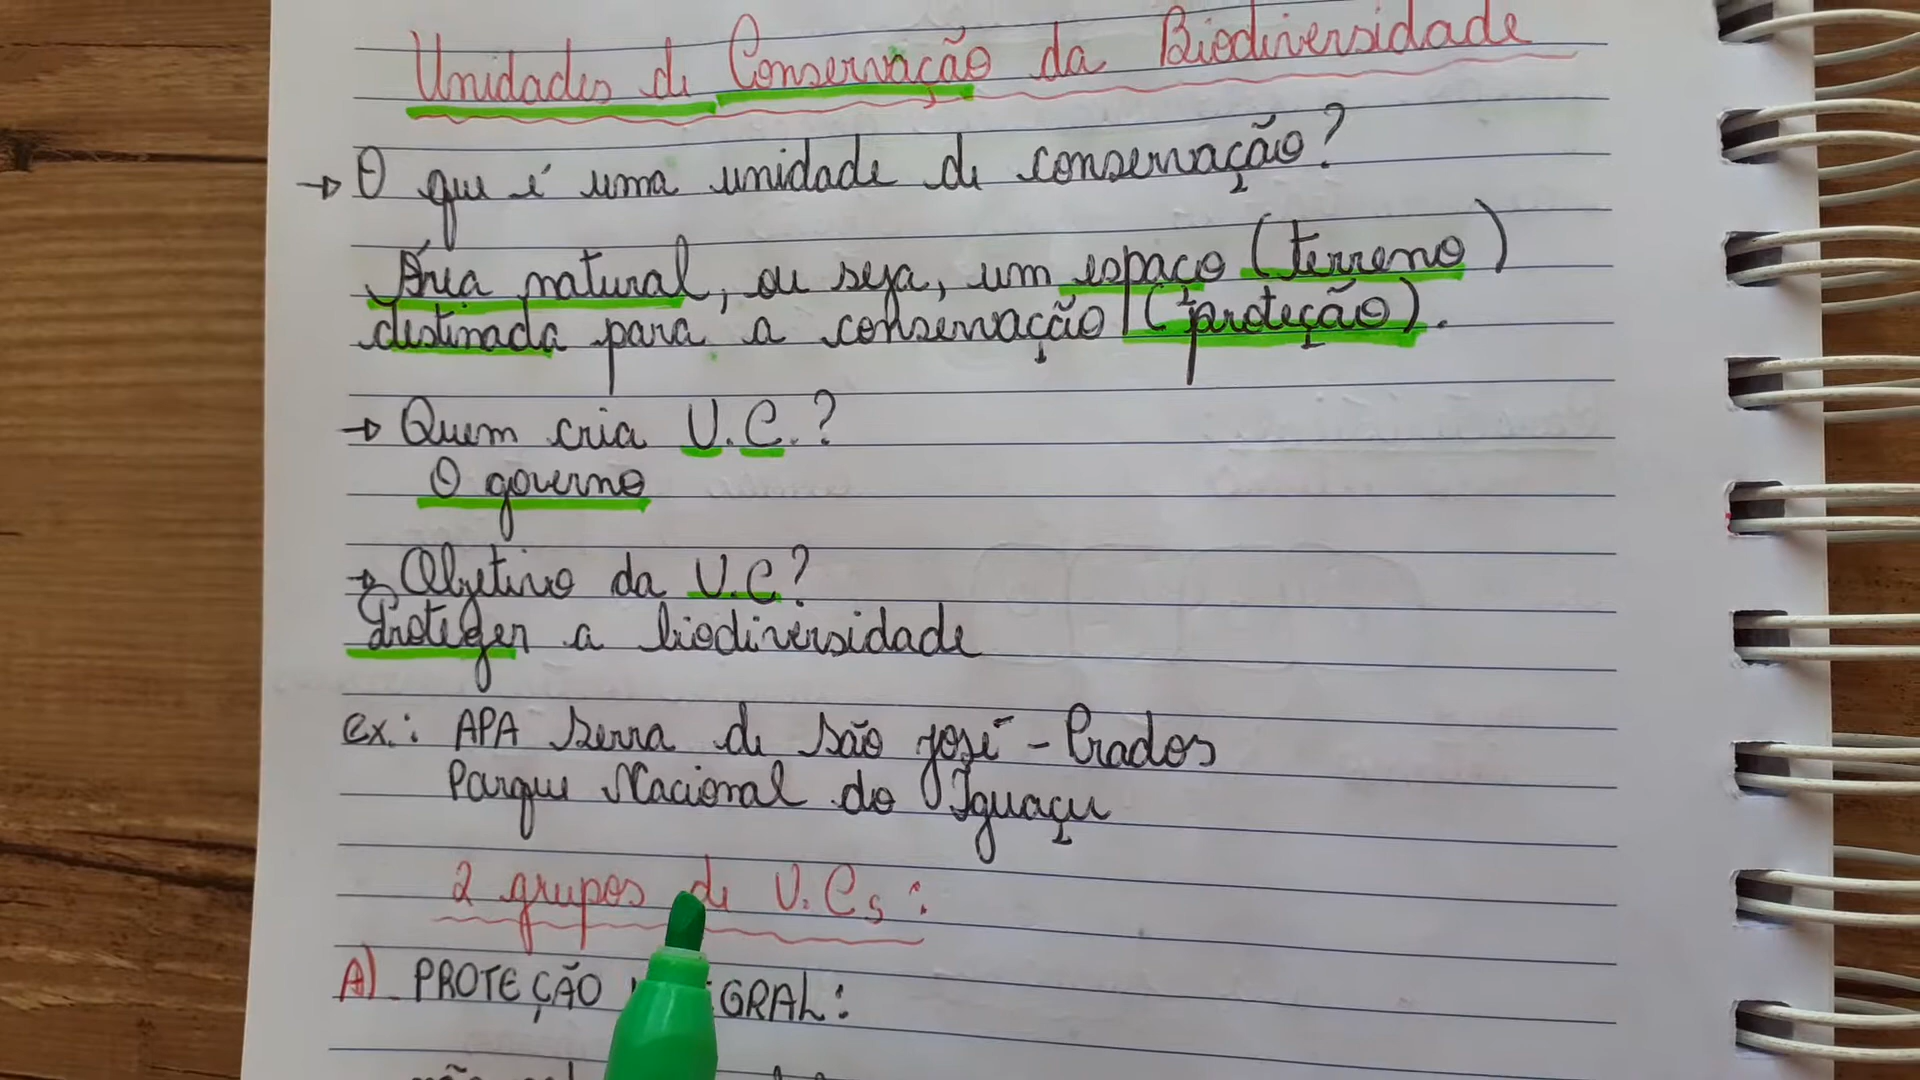 Unidades de Conservação da Biodiversidade
→ O que é uma unidade de conservação?
Área natural, ou seja, um espaço (terreno)
destinada para a conservação (proteção).
→ Quem cria U.C.?
O governo
→ Objetivo da U.C?
Proteger a biodiversidade
Ex.: APA Serra de São José - Prados
Parque Nacional do Iguaçu
2 grupos de U.Cs:
A) PROTEÇÃO GRAL:
não